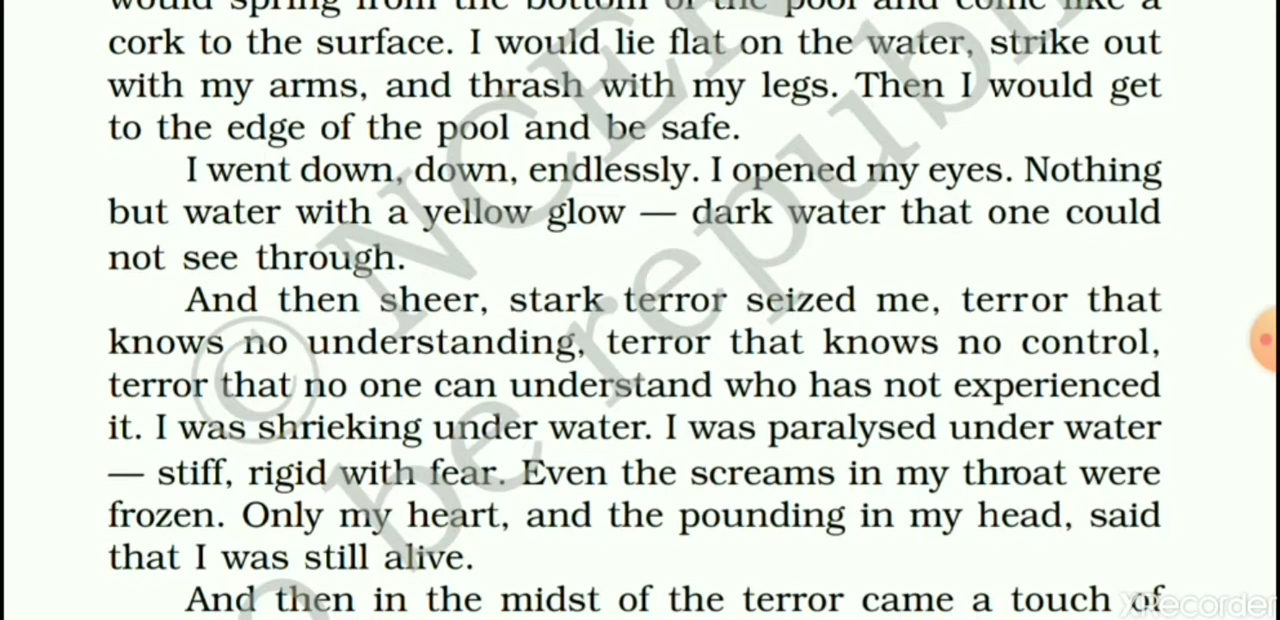 would spring from the bottom of the pool and come like a
cork to the surface. I would lie flat on the water, strike out
with my arms, and thrash with my legs. Then I would get
to the edge of the pool and be safe.
I went down, down, endlessly. I opened my eyes. Nothing
but water with a yellow glow — dark water that one could
not see through.
And then sheer, stark terror seized me, terror that
knows no understanding, terror that knows no control,
terror that no one can understand who has not experienced
it. I was shrieking under water. I was paralysed under water
— stiff, rigid with fear. Even the screams in my throat were
frozen. Only my heart, and the pounding in my head, said
that I was still alive.
And then in the midst of the terror came a touch of
© NCER
o be republi
XRecorder